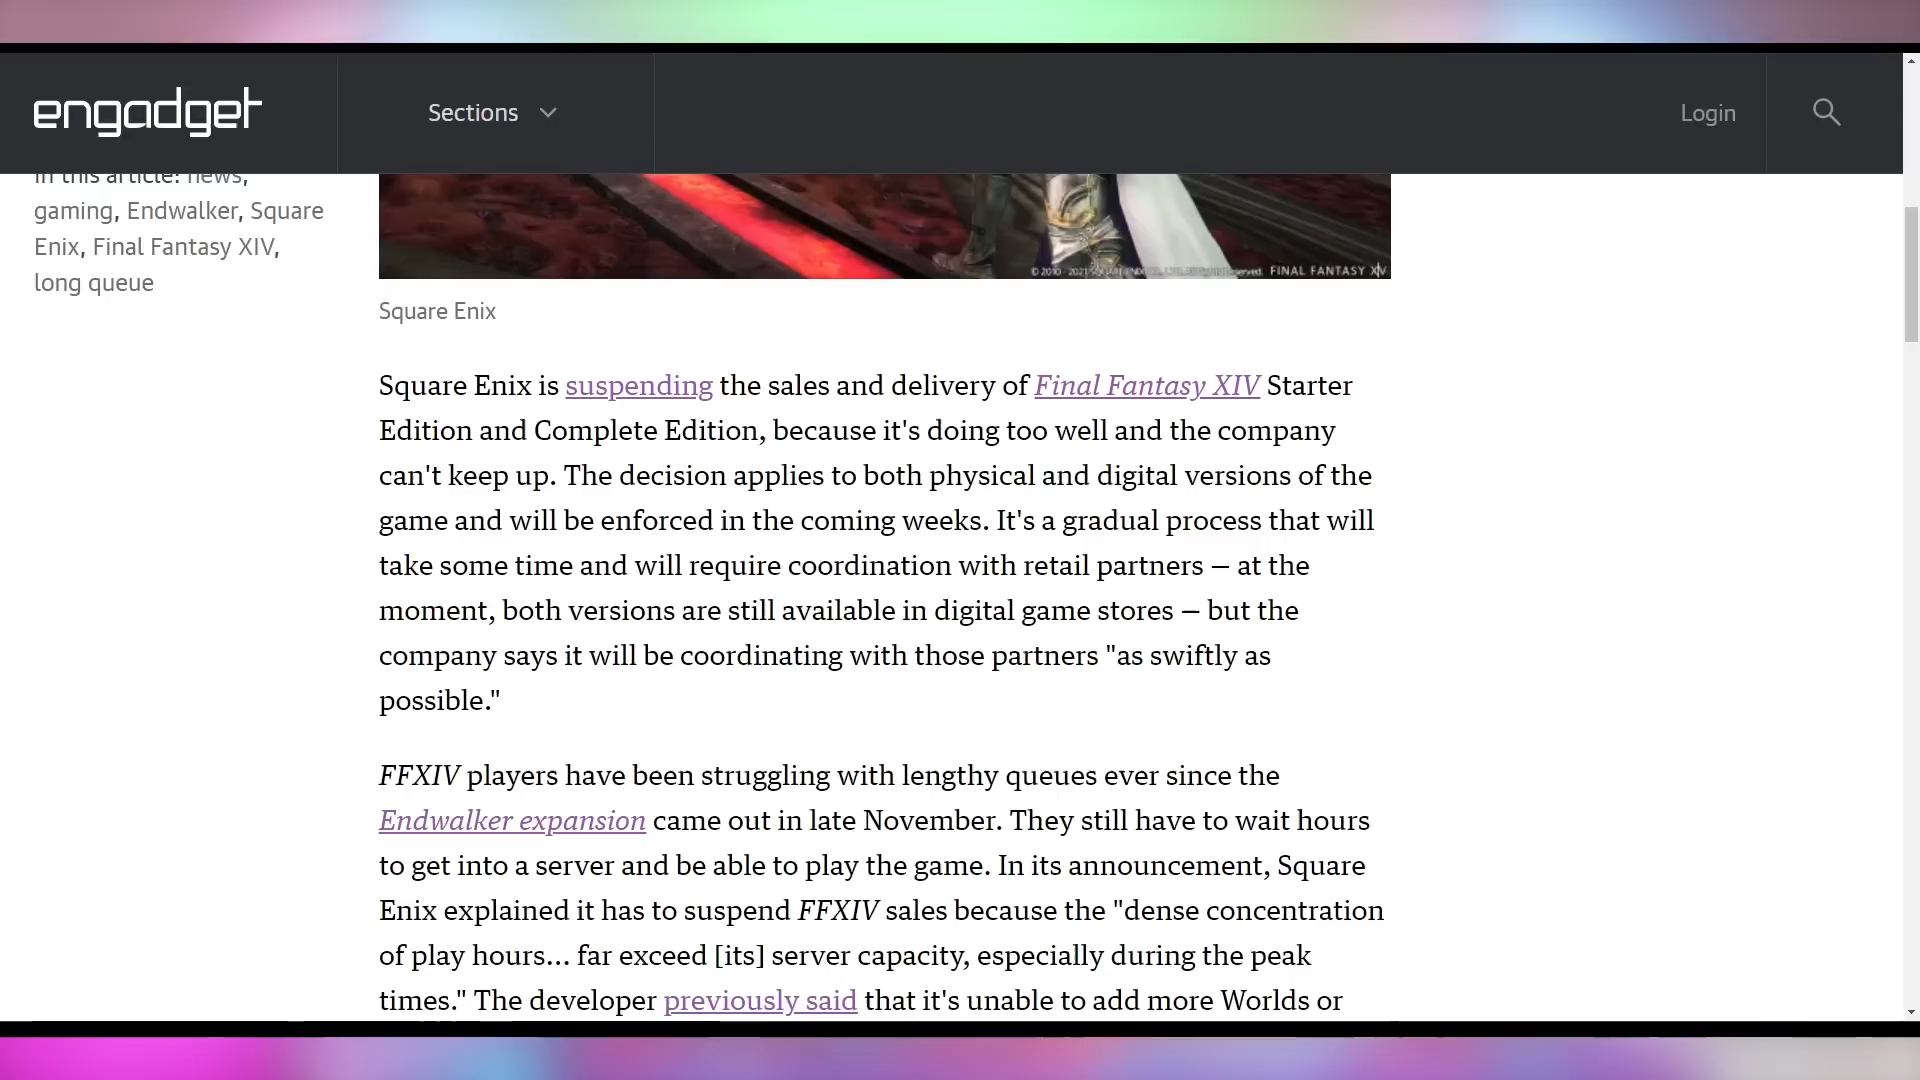 engadget
Sections
Login
In this article: news,
gaming, Endwalker, Square
Enix, Final Fantasy XIV,
long queue
FINAL FANTASY XIV
Square Enix
Square Enix is suspending the sales and delivery of Final Fantasy XIV Starter
Edition and Complete Edition, because it's doing too well and the company
can't keep up. The decision applies to both physical and digital versions of the
game and will be enforced in the coming weeks. It's a gradual process that will
take some time and will require coordination with retail partners — at the
moment, both versions are still available in digital game stores — but the
company says it will be coordinating with those partners "as swiftly as
possible."
FFXIV players have been struggling with lengthy queues ever since the
Endwalker expansion came out in late November. They still have to wait hours
to get into a server and be able to play the game. In its announcement, Square
Enix explained it has to suspend FFXIV sales because the "dense concentration
of play hours... far exceed [its] server capacity, especially during the peak
times." The developer previously said that it's unable to add more Worlds or